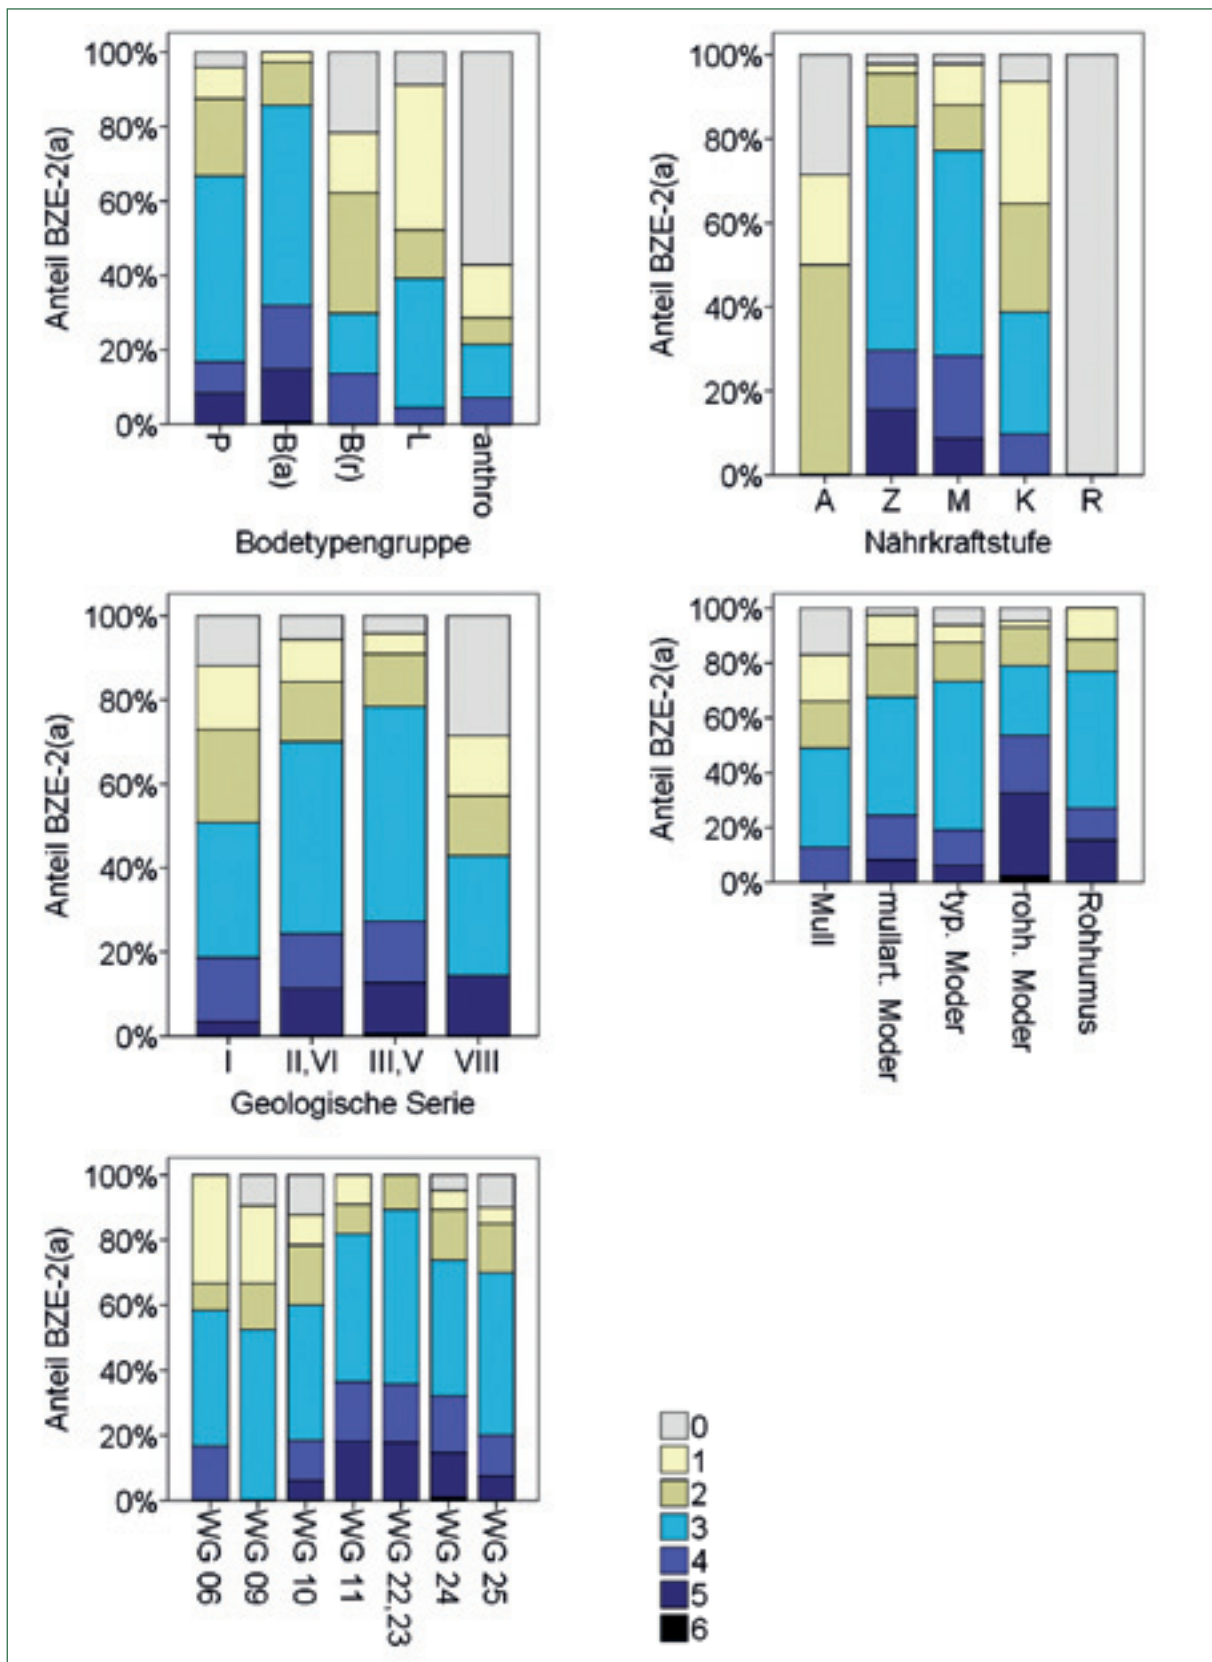 100%
80%
60%
40%
20%
0%
Anteil BZE-2(a)
P
B(a)
B(r)
L
anthro
Bodetypengruppe
100%
80%
60%
40%
20%
0%
Anteil BZE-2(a)
A
Z
M
K
R
Nährkraftstufe
100%
80%
60%
40%
20%
0%
Anteil BZE-2(a)
I
II,VI
III,V
VIII
Geologische Serie
100%
80%
60%
40%
20%
0%
Anteil BZE-2(a)
Mull
mullart. Moder
typ. Moder
rohh. Moder
Rohhumus
100%
80%
60%
40%
20%
0%
Anteil BZE-2(a)
WG 06
WG 09
WG 10
WG 11
WG 22,23
WG 24
WG 25
0
1
2
3
4
5
6